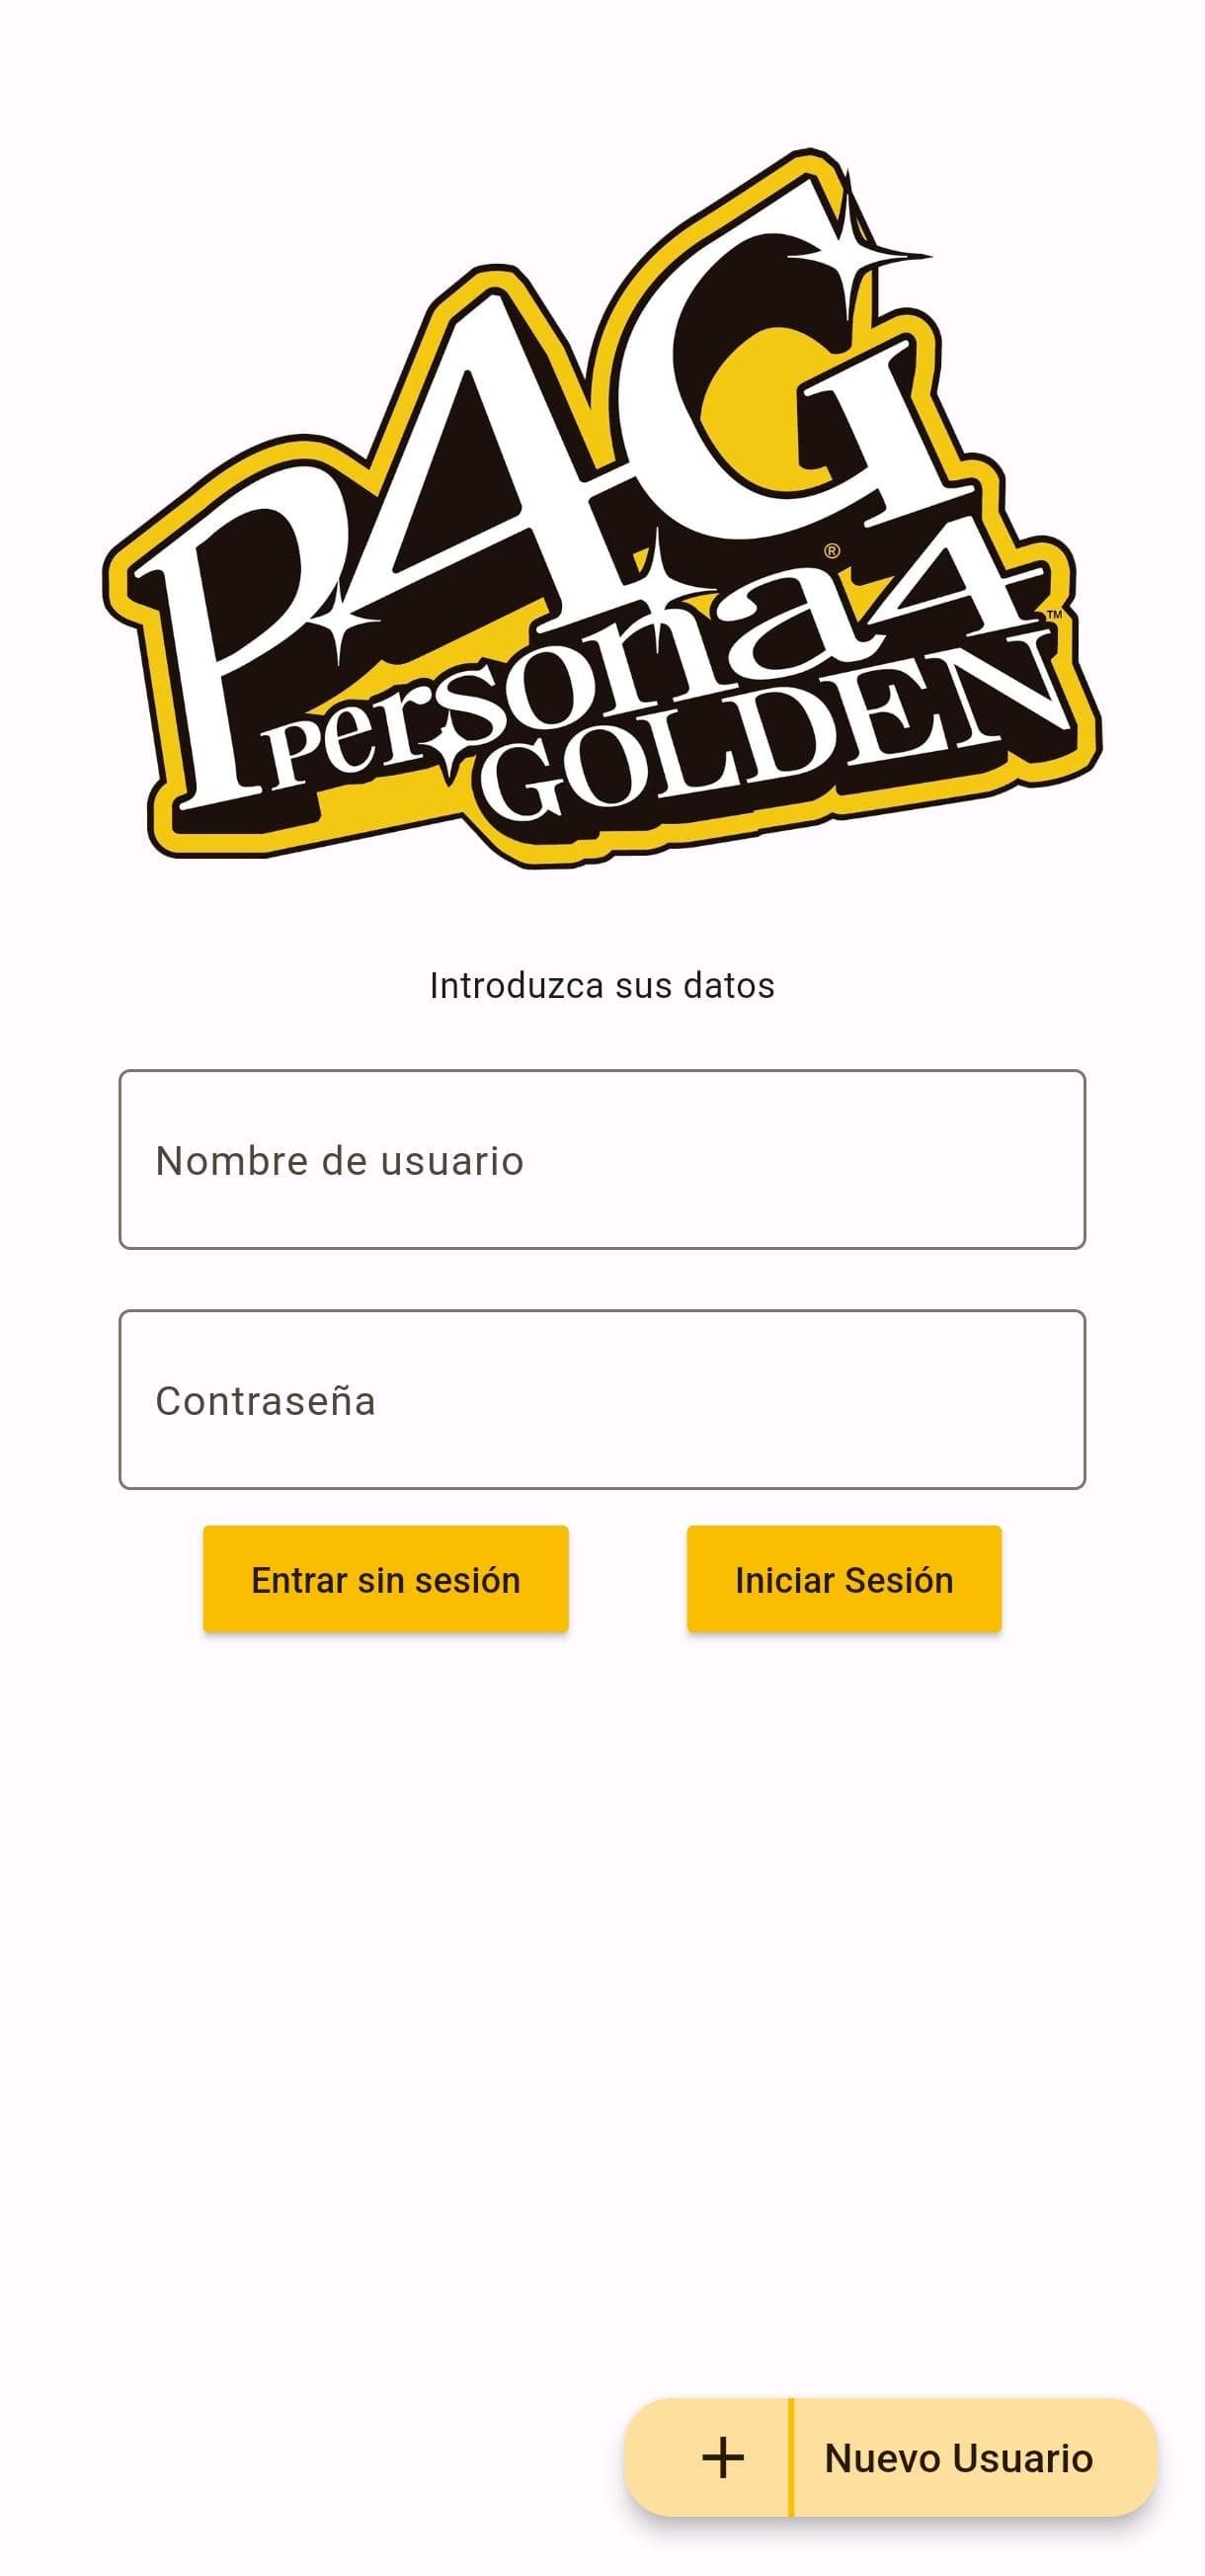 P4G
Persona4
GOLDEN
®
™
Introduzca sus datos
Nombre de usuario
Contraseña
Entrar sin sesión
Iniciar Sesión
+ Nuevo Usuario